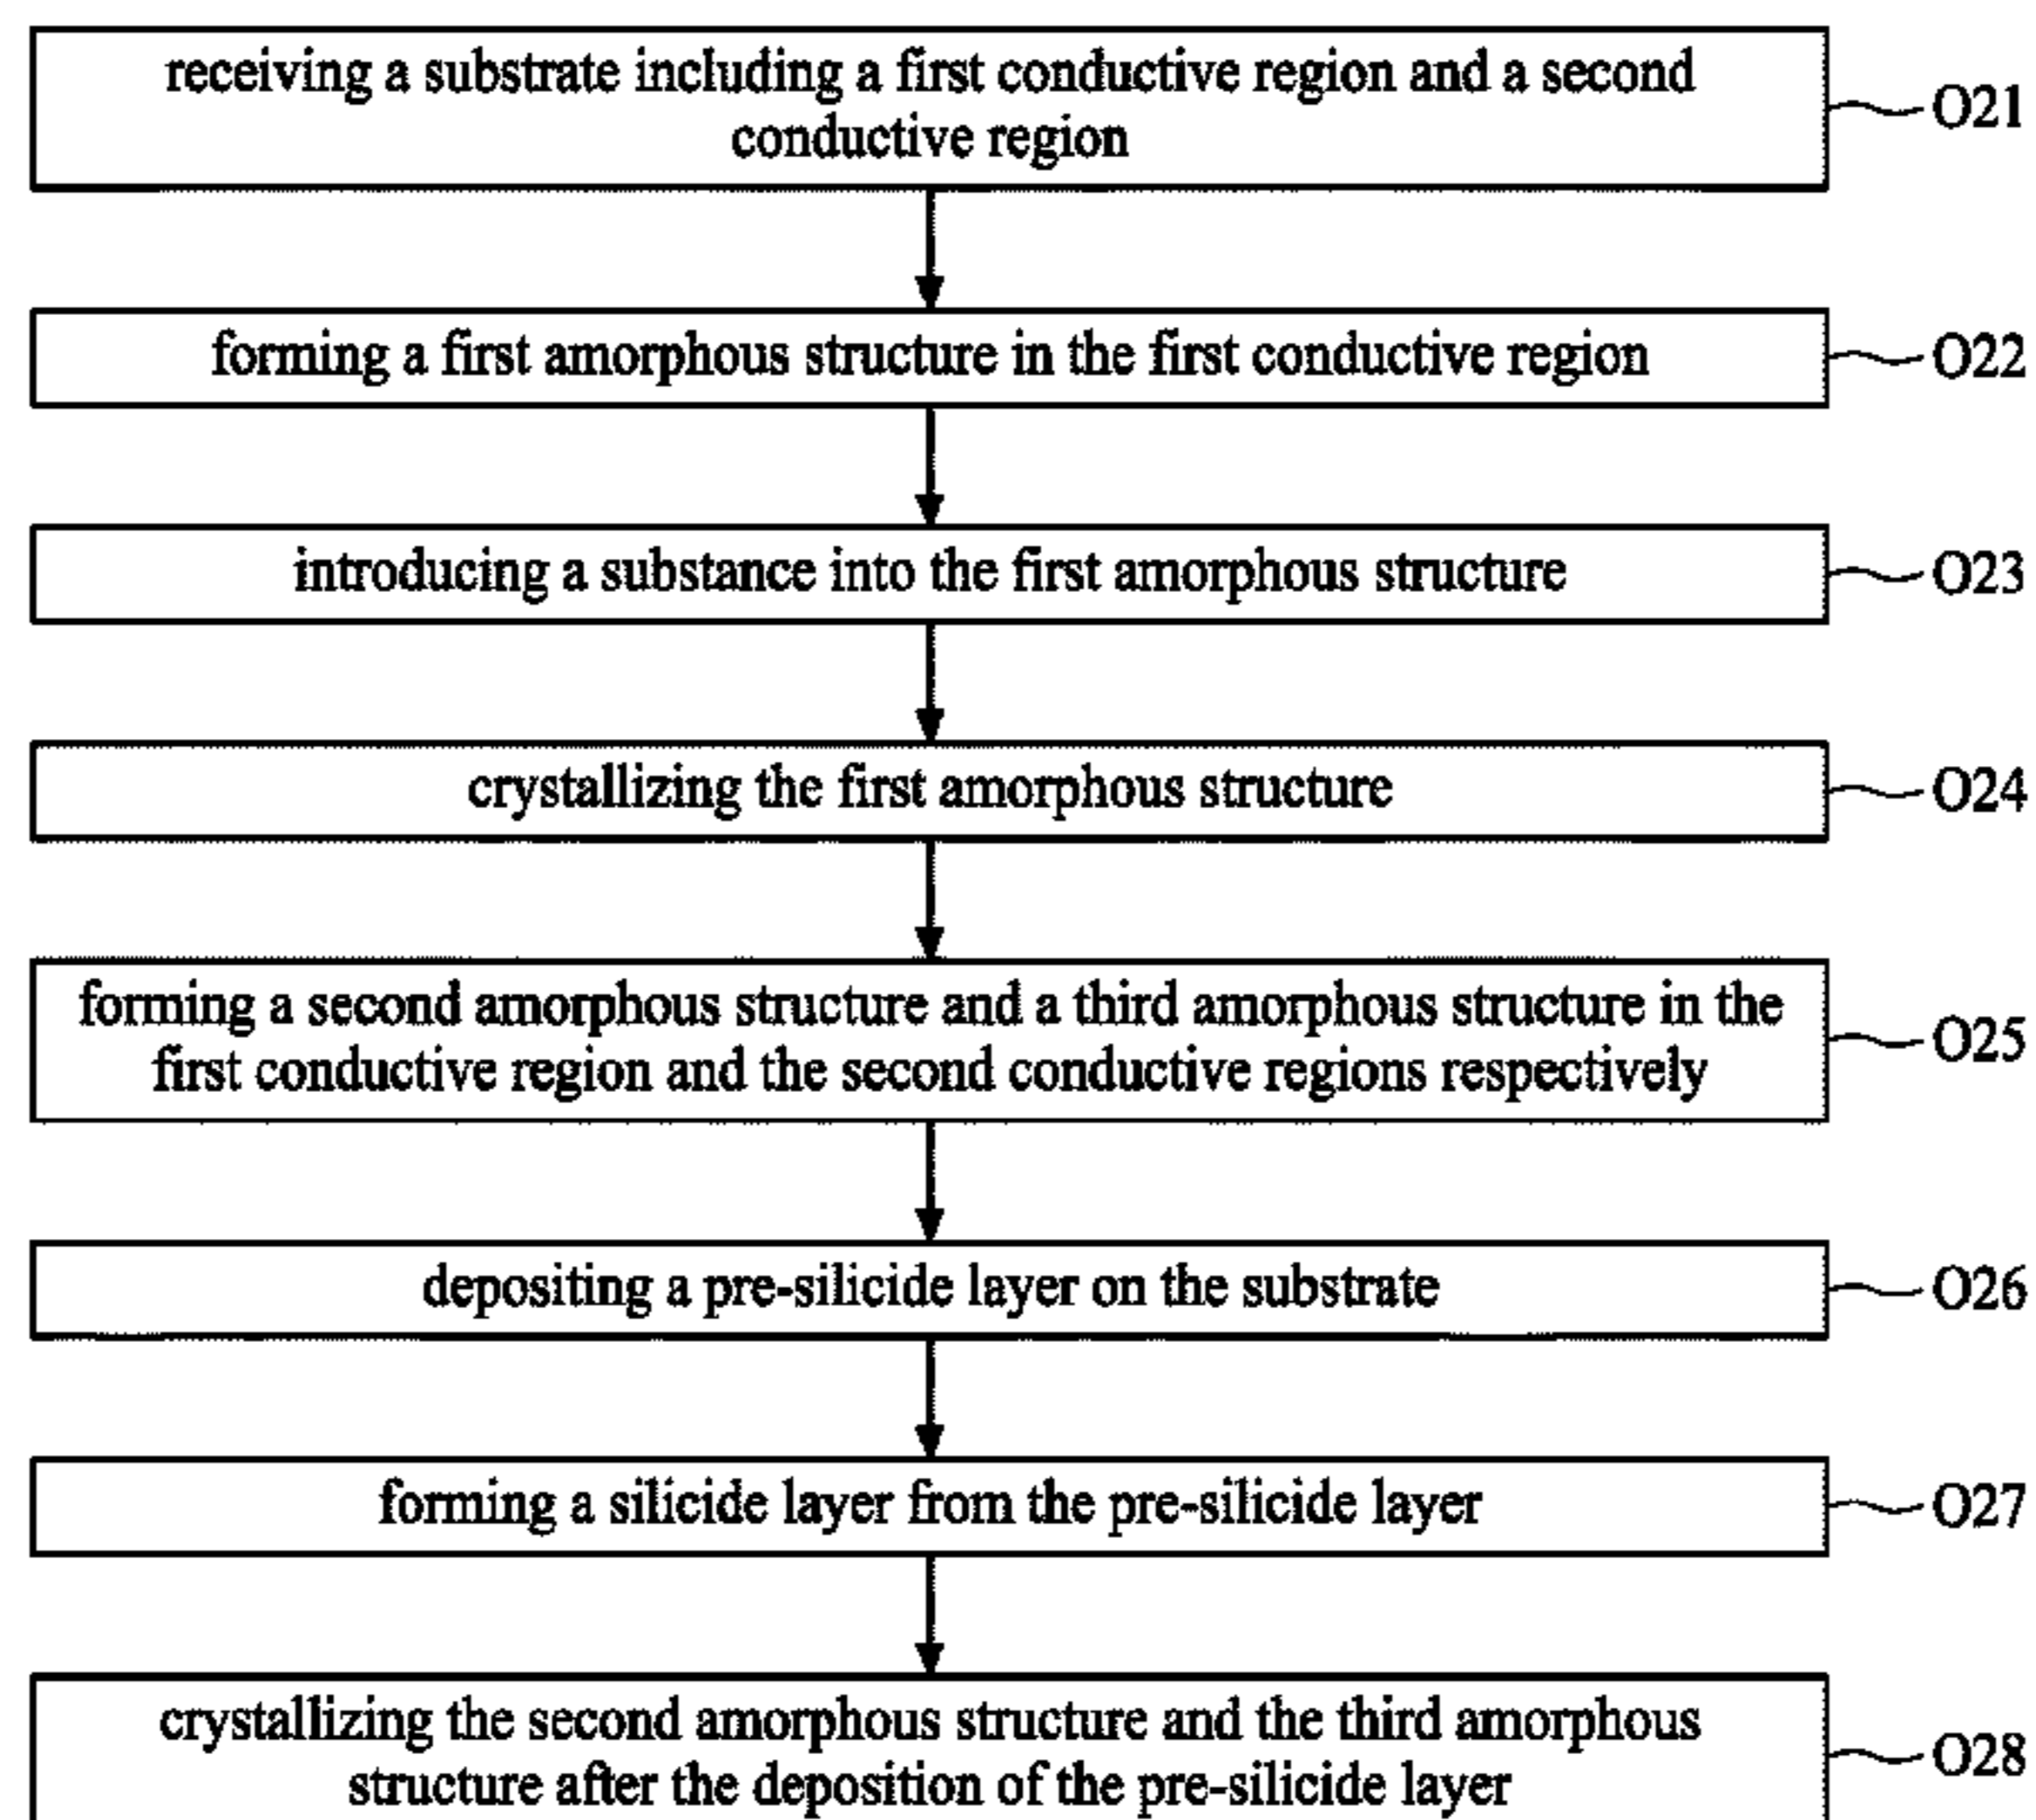 receiving a substrate including a first conductive region and a second
conductive region
O21
forming a first amorphous structure in the first conductive region
O22
introducing a substance into the first amorphous structure
O23
crystallizing the first amorphous structure
O24
forming a second amorphous structure and a third amorphous structure in the
first conductive region and the second conductive regions respectively
O25
depositing a pre-silicide layer on the substrate
O26
forming a silicide layer from the pre-silicide layer
O27
crystallizing the second amorphous structure and the third amorphous
structure after the deposition of the pre-silicide layer
O28